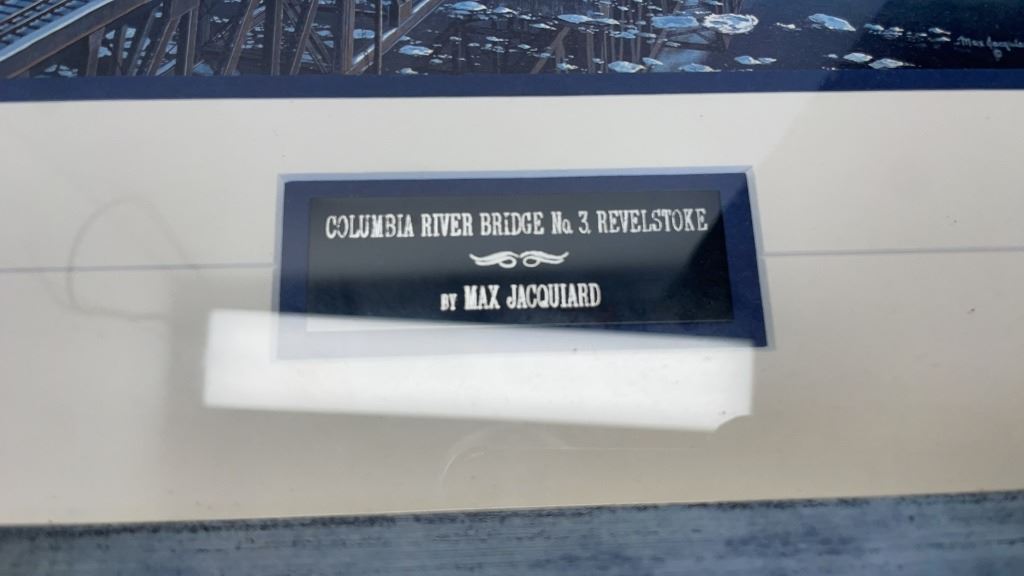 COLUMBIA RIVER BRIDGE No. 3, REVELSTOKE
BY MAX JACQUIARD